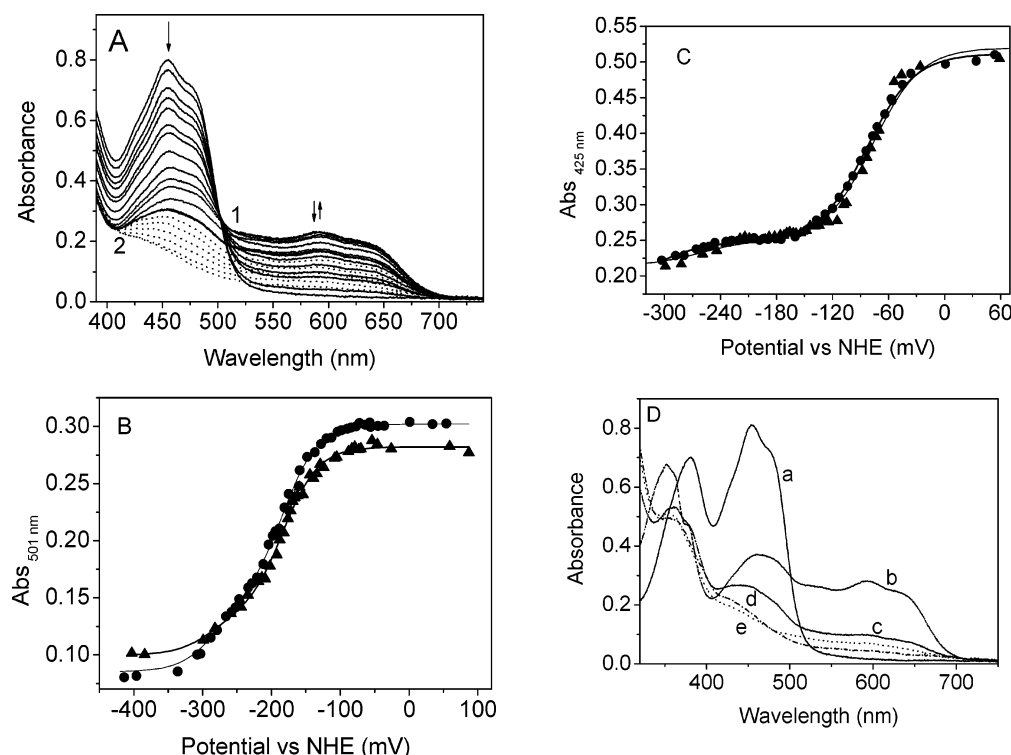 A
0.8
0.6
0.4
0.2
0.0
1
2
400 450 500 550 600 650 700
Absorbance
Wavelength (nm)
C
0.55
0.50
0.45
0.40
0.35
0.30
0.25
0.20
-300 -240 -180 -120 -60 0 60
Abs 425 nm
Potential vs NHE (mV)
B
0.30
0.25
0.20
0.15
0.10
-400 -300 -200 -100 0 100
Abs 501 nm
Potential vs NHE (mV)
D
0.8
0.6
0.4
0.2
0.0
a
b
d
c
e
400 500 600 700
Absorbance
Wavelength (nm)